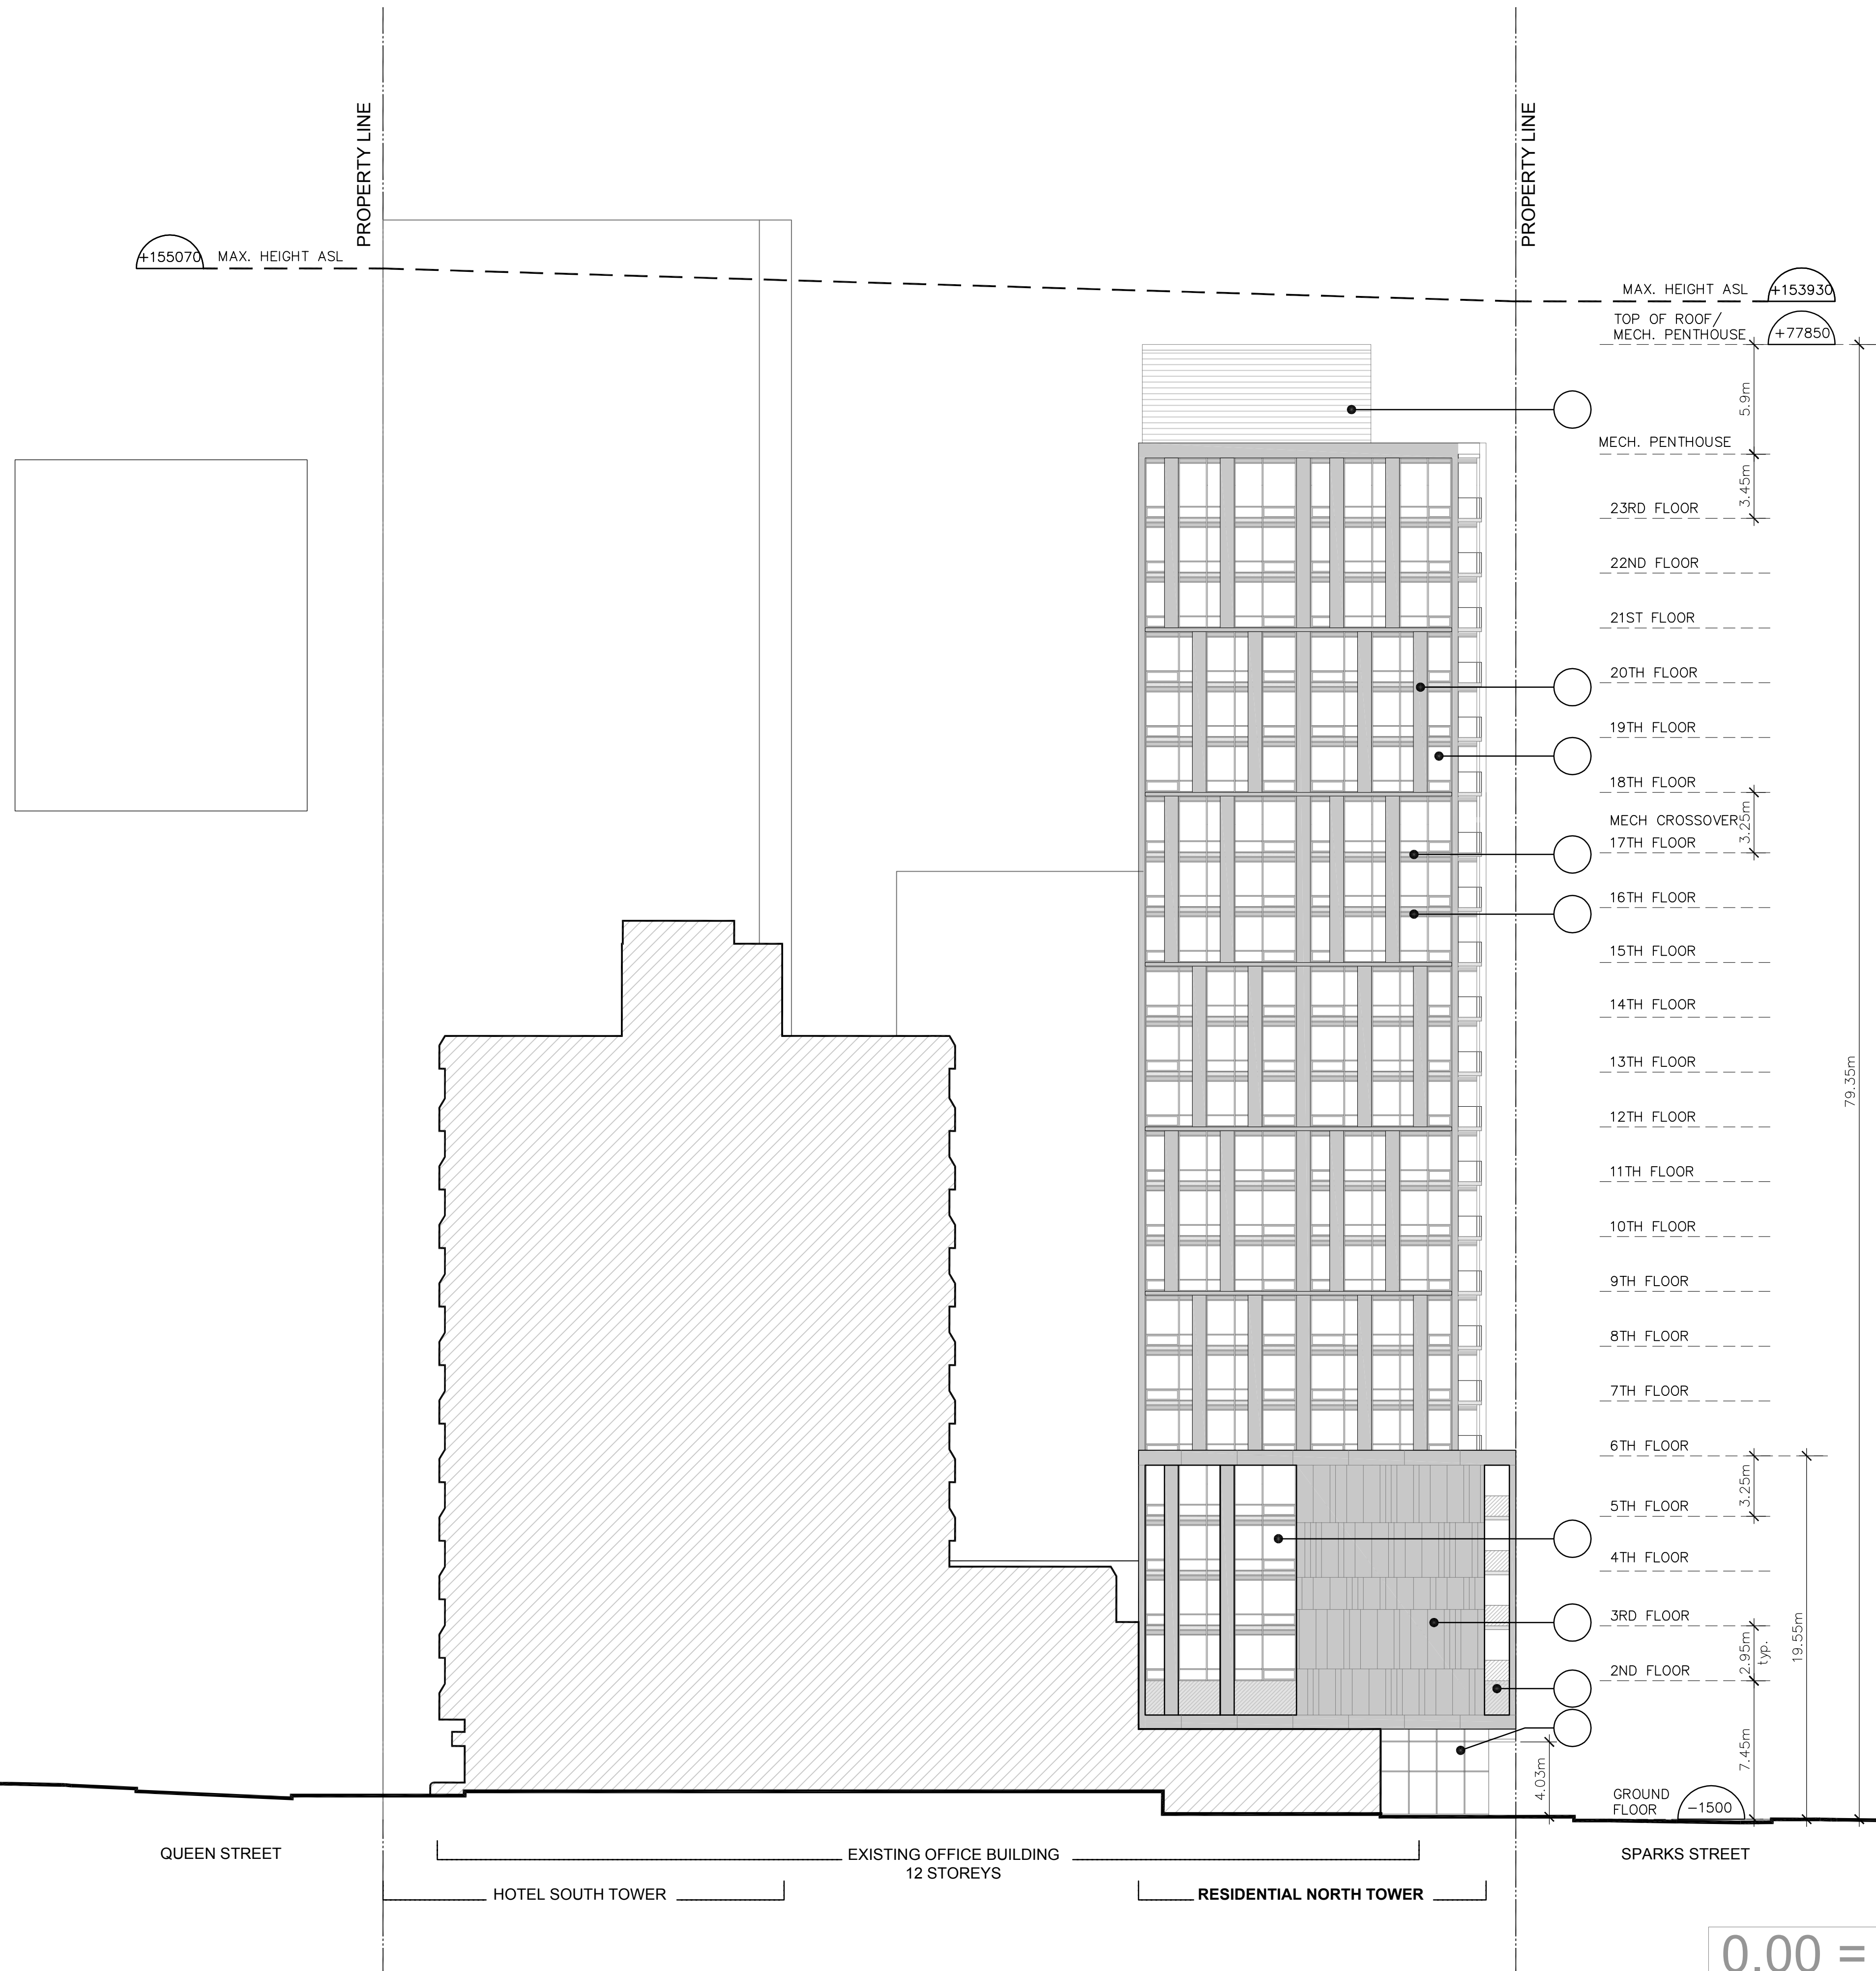 PROPERTY LINE
PROPERTY LINE
+155070 MAX. HEIGHT ASL
MAX. HEIGHT ASL +153930
TOP OF ROOF/
MECH. PENTHOUSE +77850
5.9m
MECH. PENTHOUSE
3.45m
23RD FLOOR
22ND FLOOR
21ST FLOOR
20TH FLOOR
19TH FLOOR
18TH FLOOR
MECH CROSSOVER
3.25m
17TH FLOOR
16TH FLOOR
15TH FLOOR
14TH FLOOR
13TH FLOOR
79.35m
12TH FLOOR
11TH FLOOR
10TH FLOOR
9TH FLOOR
8TH FLOOR
7TH FLOOR
6TH FLOOR
3.25m
5TH FLOOR
4TH FLOOR
3RD FLOOR
2.95m
typ.
19.55m
2ND FLOOR
7.45m
4.03m
GROUND
FLOOR
-1500
QUEEN STREET
EXISTING OFFICE BUILDING
12 STOREYS
SPARKS STREET
HOTEL SOUTH TOWER
RESIDENTIAL NORTH TOWER
0.00 =